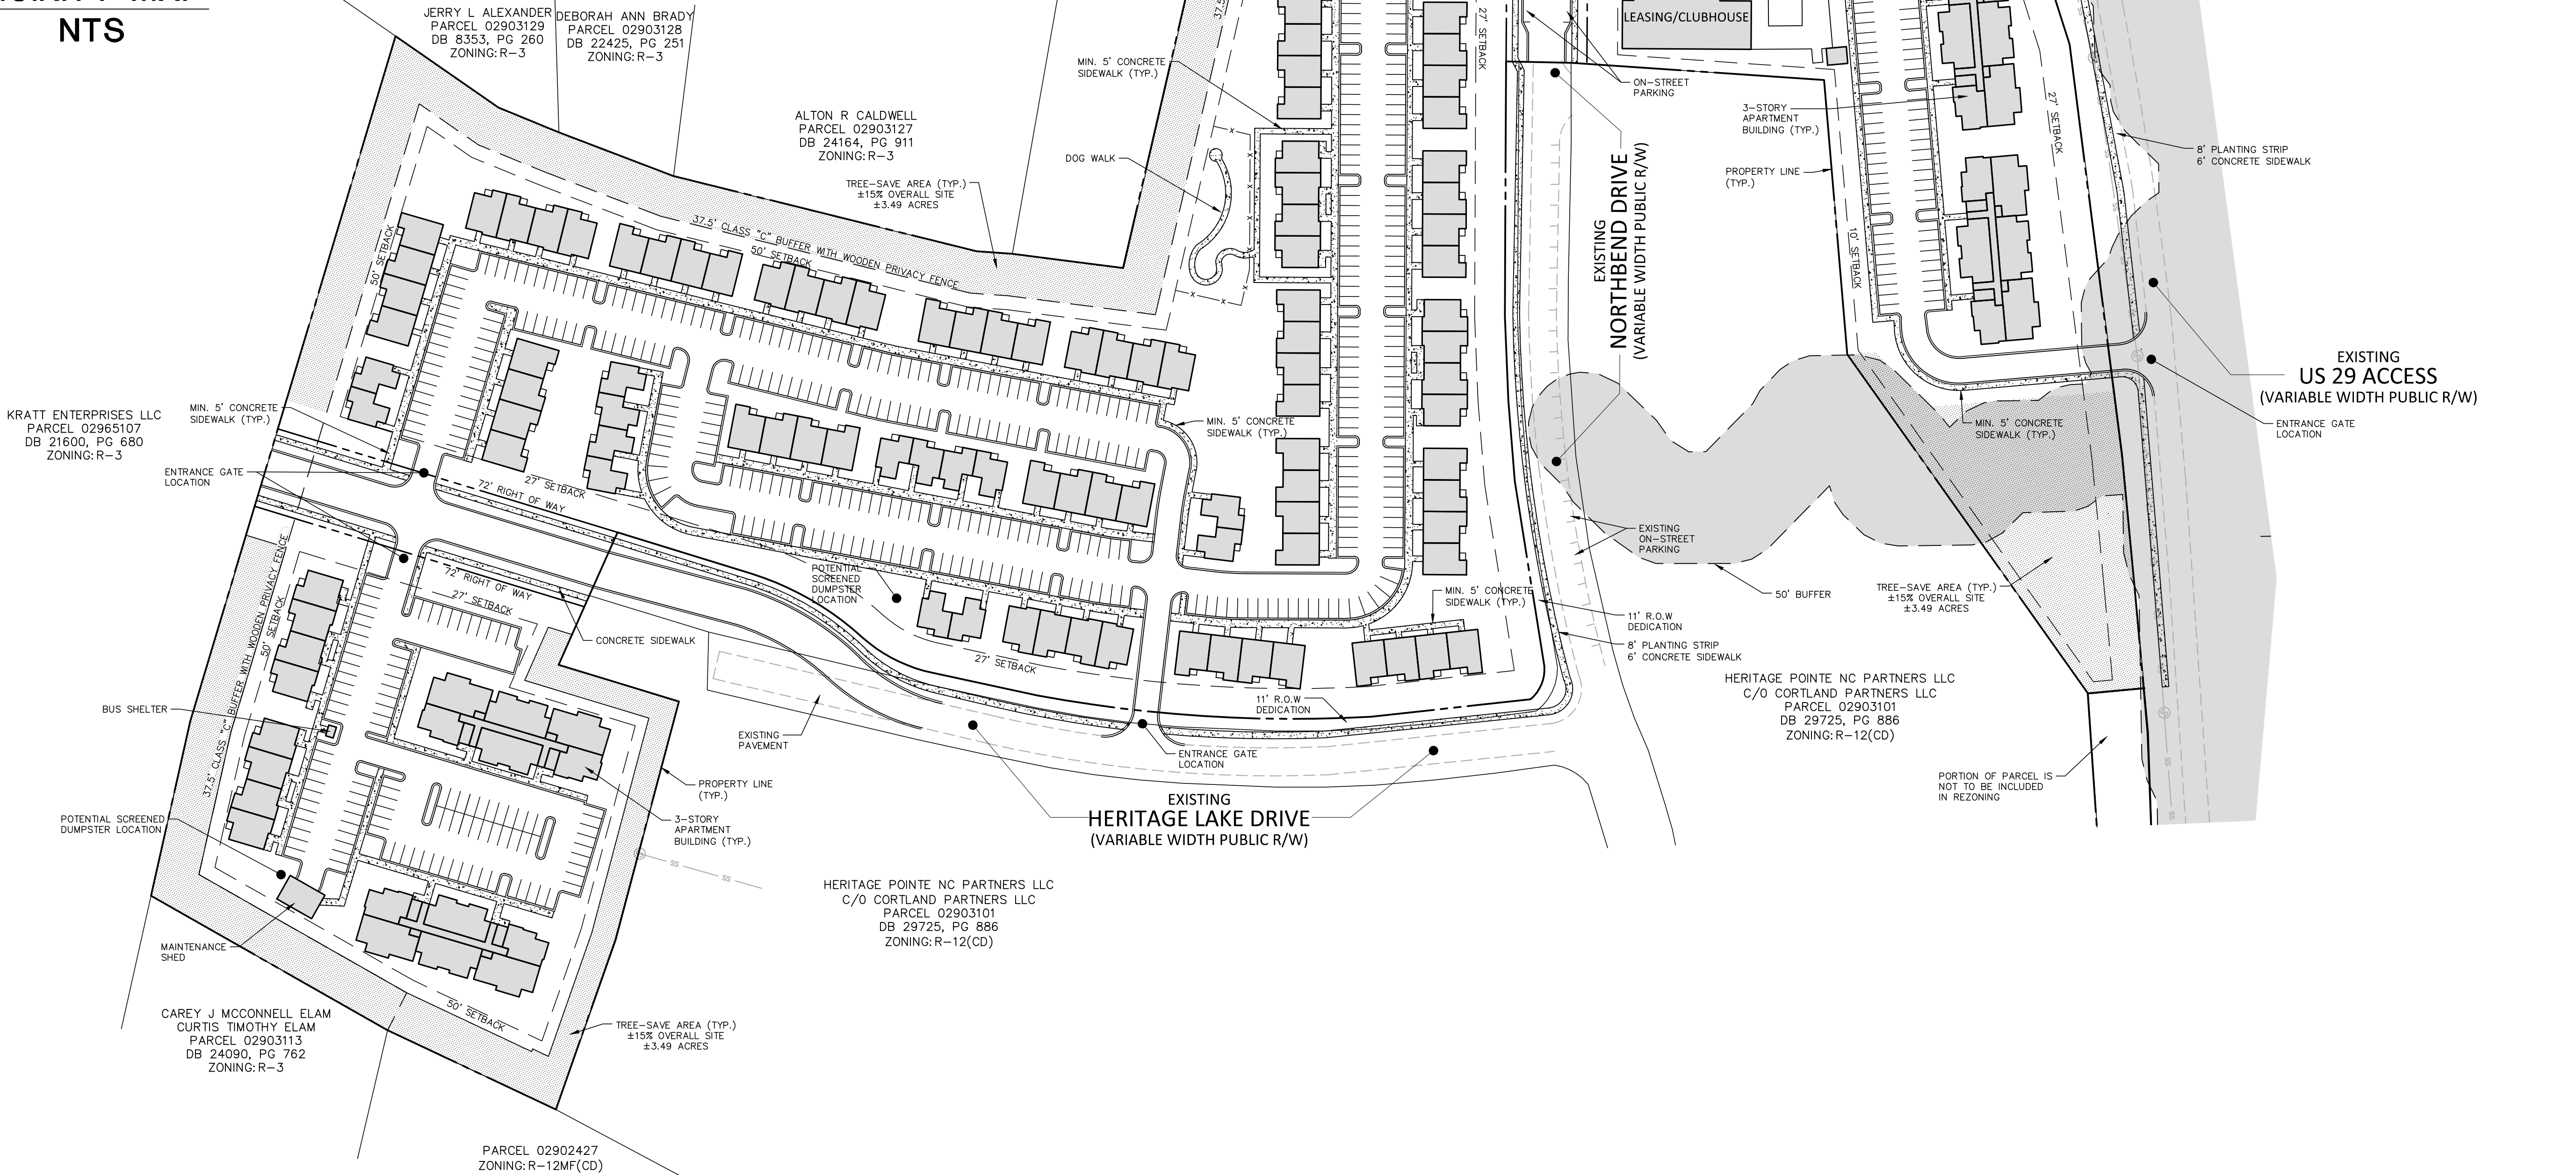 NTS
JERRY L ALEXANDER
PARCEL 02903129
DB 8353, PG 260
ZONING: R-3
DEBORAH ANN BRADY
PARCEL 02903128
DB 22425, PG 251
ZONING: R-3
ALTON R CALDWELL
PARCEL 02903127
DB 24164, PG 911
ZONING: R-3
TREE-SAVE AREA (TYP.)
±15% OVERALL SITE
±3.49 ACRES
MIN. 5' CONCRETE
SIDEWALK (TYP.)
DOG WALK
37.5'
27' SETBACK
LEASING/CLUBHOUSE
ON-STREET
PARKING
3-STORY
APARTMENT
BUILDING (TYP.)
PROPERTY LINE
(TYP.)
27' SETBACK
10' SETBACK
8' PLANTING STRIP
6' CONCRETE SIDEWALK
SS
EXISTING
NORTHBEND DRIVE
(VARIABLE WIDTH PUBLIC R/W)
EXISTING
US 29 ACCESS
(VARIABLE WIDTH PUBLIC R/W)
ENTRANCE GATE
LOCATION
MIN. 5' CONCRETE
SIDEWALK (TYP.)
37.5' CLASS "C" BUFFER WITH WOODEN PRIVACY FENCE
50' SETBACK
50' SETBACK
KRATT ENTERPRISES LLC
PARCEL 02965107
DB 21600, PG 680
ZONING: R-3
MIN. 5' CONCRETE
SIDEWALK (TYP.)
ENTRANCE GATE
LOCATION
27' SETBACK
72' RIGHT OF WAY
MIN. 5' CONCRETE
SIDEWALK (TYP.)
POTENTIAL
SCREENED
DUMPSTER
LOCATION
EXISTING
ON-STREET
PARKING
50' BUFFER
TREE-SAVE AREA (TYP.)
±15% OVERALL SITE
±3.49 ACRES
MIN. 5' CONCRETE
SIDEWALK (TYP.)
11' R.O.W
DEDICATION
8' PLANTING STRIP
6' CONCRETE SIDEWALK
72' RIGHT OF WAY
27' SETBACK
CONCRETE SIDEWALK
27' SETBACK
37.5' CLASS "C" BUFFER WITH WOODEN PRIVACY FENCE
50' SETBACK
HERITAGE POINTE NC PARTNERS LLC
C/O CORTLAND PARTNERS LLC
PARCEL 02903101
DB 29725, PG 886
ZONING: R-12(CD)
BUS SHELTER
11' R.O.W
DEDICATION
EXISTING
PAVEMENT
ENTRANCE GATE
LOCATION
PROPERTY LINE
(TYP.)
SS
PORTION OF PARCEL IS
NOT TO BE INCLUDED
IN REZONING
SS
EXISTING
HERITAGE LAKE DRIVE
(VARIABLE WIDTH PUBLIC R/W)
POTENTIAL SCREENED
DUMPSTER LOCATION
3-STORY
APARTMENT
BUILDING (TYP.)
SS
SS
HERITAGE POINTE NC PARTNERS LLC
C/O CORTLAND PARTNERS LLC
PARCEL 02903101
DB 29725, PG 886
ZONING: R-12(CD)
MAINTENANCE
SHED
50' SETBACK
CAREY J MCCONNELL ELAM
CURTIS TIMOTHY ELAM
PARCEL 02903113
DB 24090, PG 762
ZONING: R-3
TREE-SAVE AREA (TYP.)
±15% OVERALL SITE
±3.49 ACRES
PARCEL 02902427
ZONING: R-12MF(CD)